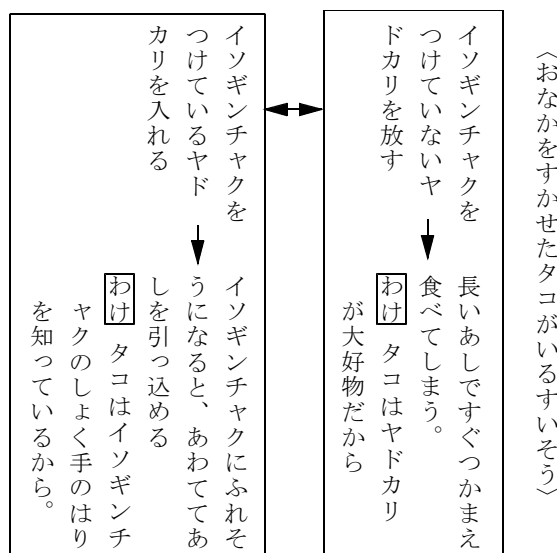 〈おなかをすかせたタコがいるすいそう〉
イソギンチャクを
つけていないヤ
ドカリを放す
長いあしですぐつかまえ
食べてしまう。
わけ タコはヤドカリ
が大好物だから
イソギンチャクを
つけているヤド
カリを入れる
イソギンチャクにふれそ
うになると、あわててあ
しを引っ込める
わけ タコはイソギンチ
ャクのしょく手のはり
を知っているから。